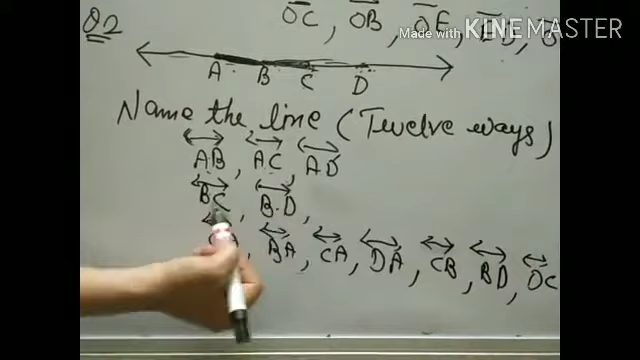 OC, OB, OE, ED,
Q2
Made with KINEMASTER
A B C D
Name the line (Twelve ways)
AB, AC, AD
BC, B.D,
BA, CA, DA, CB, BD, DC